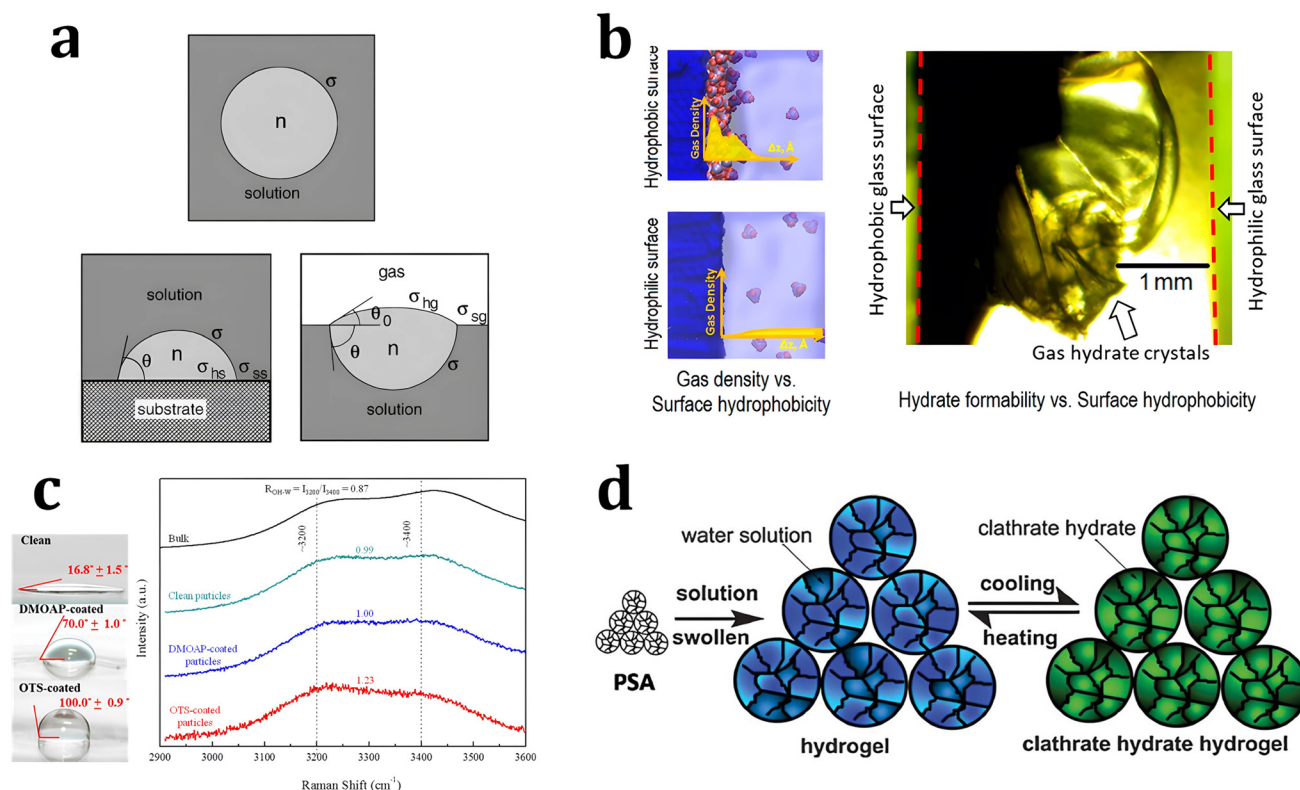 a
σ
n
solution
solution
σ
θ
n
σhs
σss
substrate
gas
σhg
σsg
θ0
n
θ
σ
solution
b
Hydrophobic surface
Gas Density
Δz, Å
Hydrophilic surface
Gas Density
Δz, Å
Gas density vs.
Surface hydrophobicity
Hydrophobic glass surface
Hydrophilic glass surface
1 mm
Gas hydrate crystals
Hydrate formability vs. Surface hydrophobicity
c
Clean
16.8° ± 1.5°
DMOAP-coated
70.0° ± 1.0°
OTS-coated
100.0° ± 0.9°
Intensity (a.u.)
ROH-W = I3200/I3400 = 0.87
~3200
~3400
Bulk
0.99
Clean particles
1.00
DMOAP-coated
particles
1.23
OTS-coated
particles
2900 3000 3100 3200 3300 3400 3500 3600
Raman Shift (cm-1)
d
water solution
clathrate hydrate
solution
swollen
cooling
heating
PSA
hydrogel
clathrate hydrate hydrogel